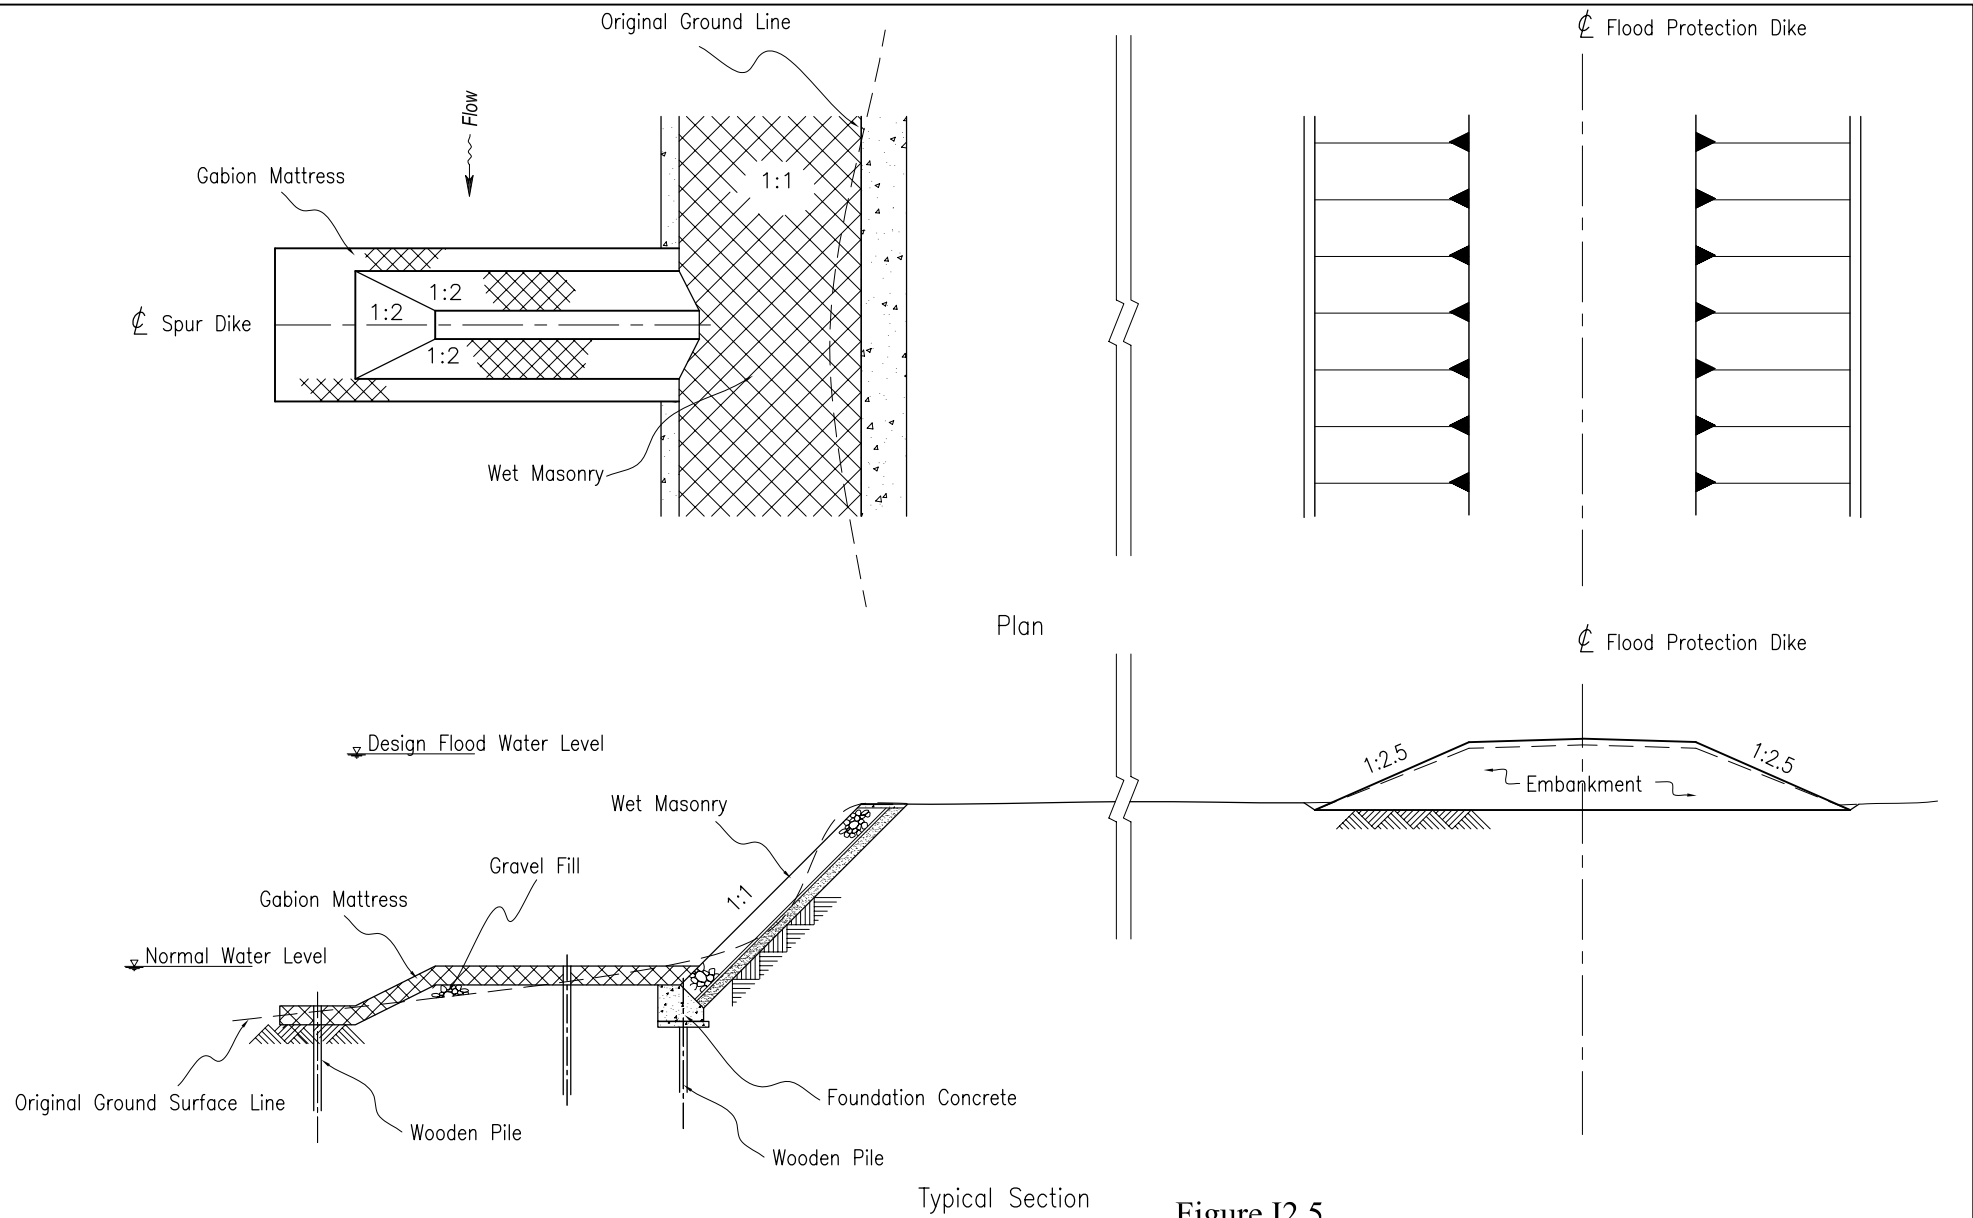 Original Ground Line
℄ Flood Protection Dike
Flow
Gabion Mattress
1:1
1:2
1:2
℄ Spur Dike
1:2
Wet Masonry
Plan
℄ Flood Protection Dike
Design Flood Water Level
1:2.5
1:2.5
Embankment
Wet Masonry
Gravel Fill
1:1
Gabion Mattress
Normal Water Level
Original Ground Surface Line
Foundation Concrete
Wooden Pile
Wooden Pile
Typical Section
Figure I2.5